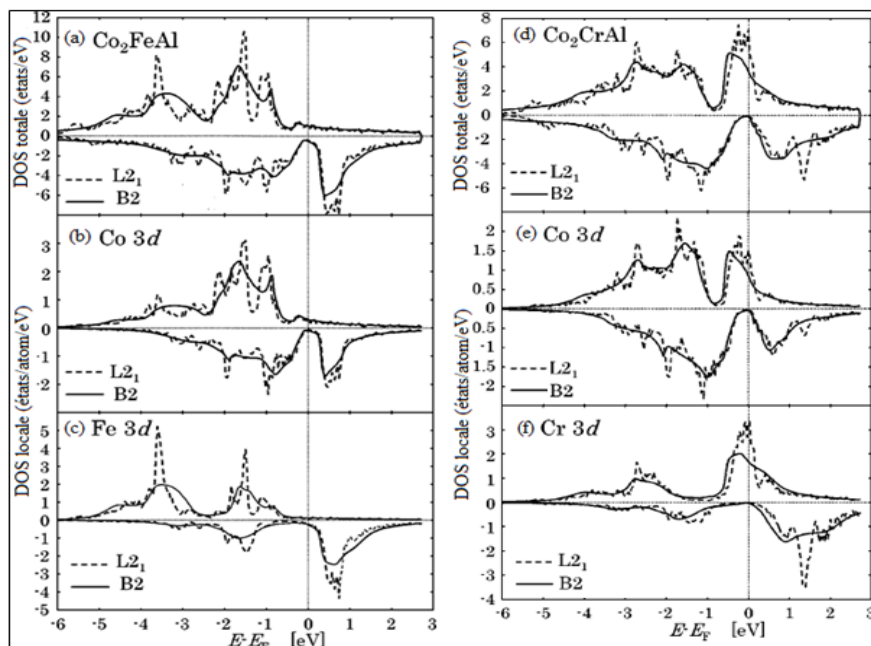 (a) Co₂FeAl
DOS totale (etats/eV)
12
10
8
6
4
2
0
-2
-4
-6
L2₁
B2
(b) Co 3d
3
2
1
0
-1
-2
L2₁
B2
DOS locale (états/atom/eV)
(c) Fe 3d
5
4
3
2
1
0
-1
-2
-3
-4
-5
L2₁
B2
-6 -5 -4 -3 -2 -1 0 1 2 3
[eV]
(d) Co₂CrAl
DOS totale (etats/eV)
8
6
4
2
0
-2
-4
-6
L2₁
B2
(e) Co 3d
2
1.5
1
0.5
0
0.5
-1
1.5
-2
L2₁
B2
DOS locale (états/atom/eV)
(f) Cr 3d
3
2
1
0
-1
-2
-3
-4
L2₁
B2
-6 -5 -4 -3 -2 -1 0 1 2 3
E-E_F [eV]